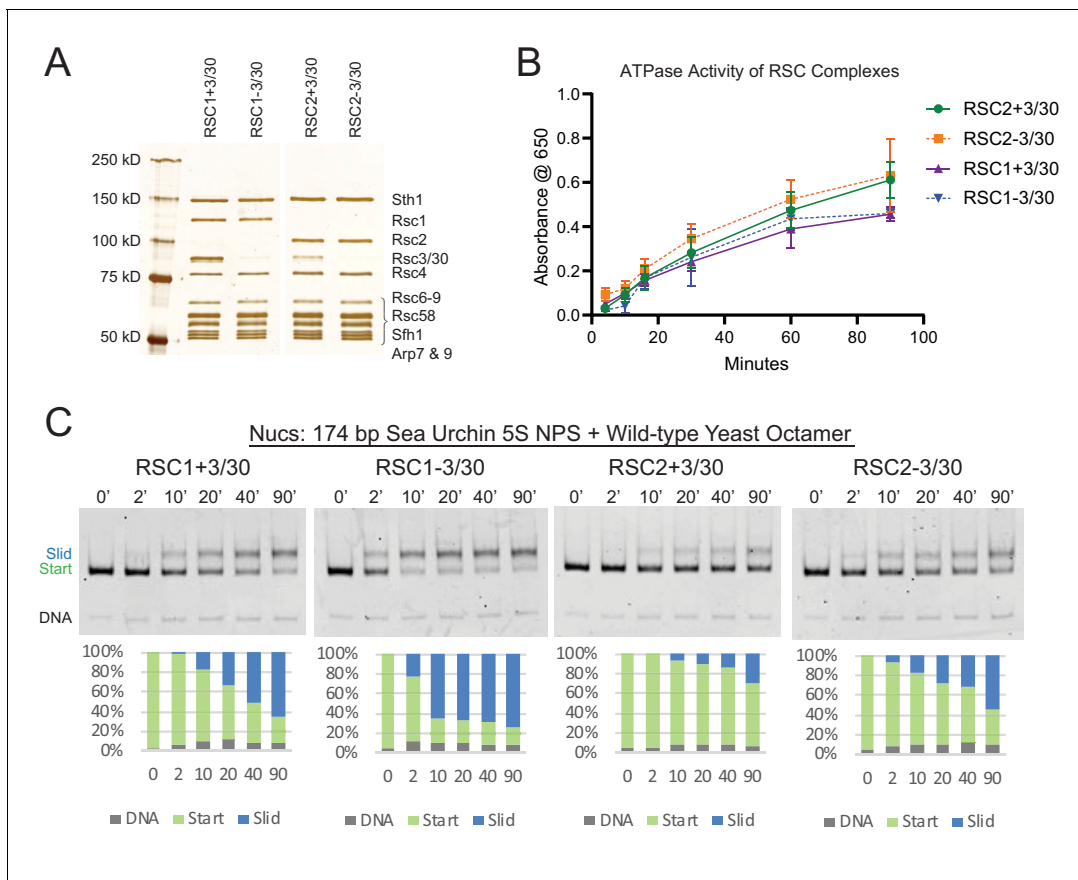 A
RSC1+3/30
RSC1-3/30
RSC2+3/30
RSC2-3/30
250 kD
150 kD
100 kD
75 kD
50 kD
Sth1
Rsc1
Rsc2
Rsc3/30
Rsc4
Rsc6-9
Rsc58
Sfh1
Arp7 & 9
B
ATPase Activity of RSC Complexes
Absorbance @ 650
1.0
0.8
0.6
0.4
0.2
0.0
0 20 40 60 80 100
Minutes
RSC2+3/30
RSC2-3/30
RSC1+3/30
RSC1-3/30
C
Nucs: 174 bp Sea Urchin 5S NPS + Wild-type Yeast Octamer
RSC1+3/30 RSC1-3/30 RSC2+3/30 RSC2-3/30
0' 2' 10' 20' 40' 90' 0' 2' 10' 20' 40' 90' 0' 2' 10' 20' 40' 90' 0' 2' 10' 20' 40' 90'
Slid
Start
DNA
100% 100% 100% 100%
80% 80% 80% 80%
60% 60% 60% 60%
40% 40% 40% 40%
20% 20% 20% 20%
0% 0% 0% 0%
0 2 10 20 40 90 0 2 10 20 40 90 0 2 10 20 40 90 0 2 10 20 40 90
DNA Start Slid DNA Start Slid DNA Start Slid DNA Start Slid